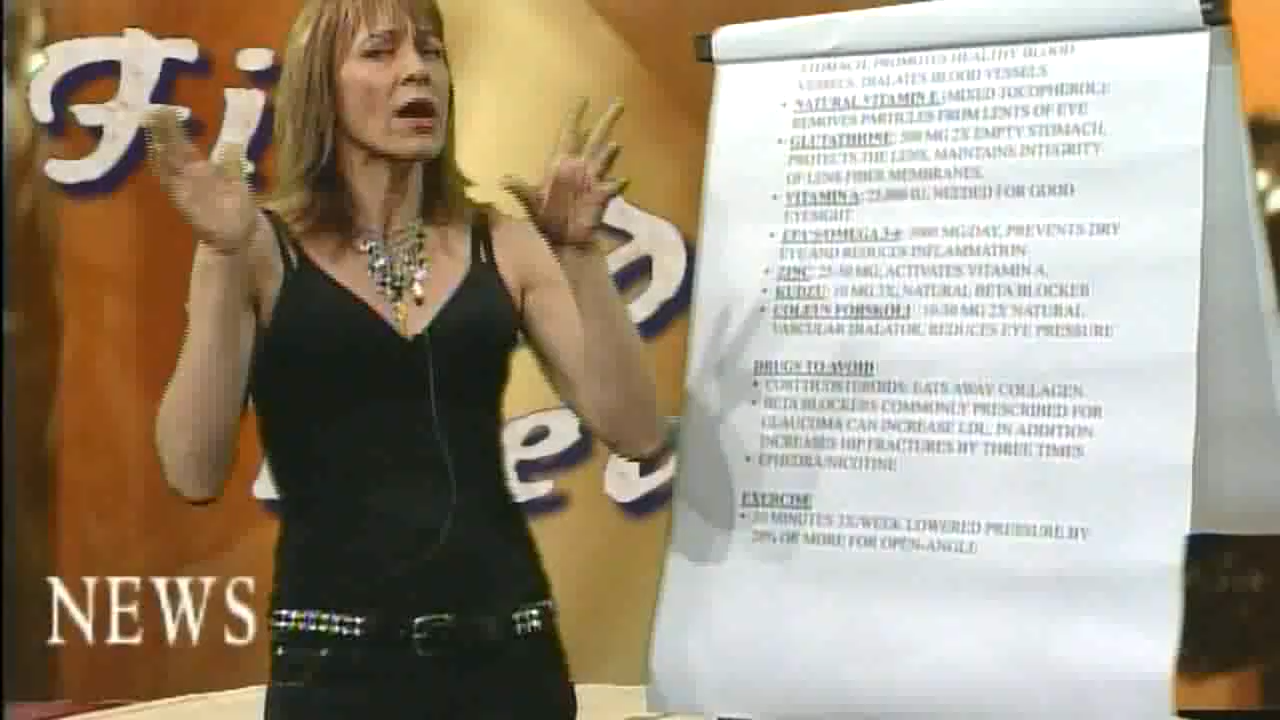 Fi
NEWS
STOMACH, PROMOTES HEALTHY BLOOD
VESSELS, DIALATES BLOOD VESSELS
• NATURAL VITAMIN E (MIXED TOCOPHEROL):
REMOVES PARTICLES FROM LENTS OF EYE
• GLUTATHIONE: 500 MG 2X EMPTY STOMACH,
PROTECTS THE LENS, MAINTAINS INTEGRITY
OF LENS FIBER MEMBRANES.
• VITAMIN A: 25,000 IU, NEEDED FOR GOOD
EYESIGHT
• EPA'S/OMEGA 3-6: MG/DAY, PREVENTS DRY
EYE AND REDUCES INFLAMMATION
• ZINC: 25-50 MG, ACTIVATES VITAMIN A.
• KUDZU: 10 MG 3X, NATURAL BETA BLOCKER
• COLEUS FORSKOLI: 10-50 MG 2X NATURAL
VASCULAR DIALATOR, REDUCES EYE PRESSURE
DRUGS TO AVOID
• CORTICOSTEROIDS: EATS AWAY COLLAGEN.
• BETA BLOCKERS COMMONLY PRESCRIBED FOR
GLAUCOMA CAN INCREASE LDL, IN ADDITION
INCREASES HIP FRACTURES BY THREE TIMES
• EPHEDRA/NICOTINE
EXERCISE
• MINUTES 3X/WEEK LOWERED PRESSURE BY
20% OR MORE FOR OPEN-ANGLE